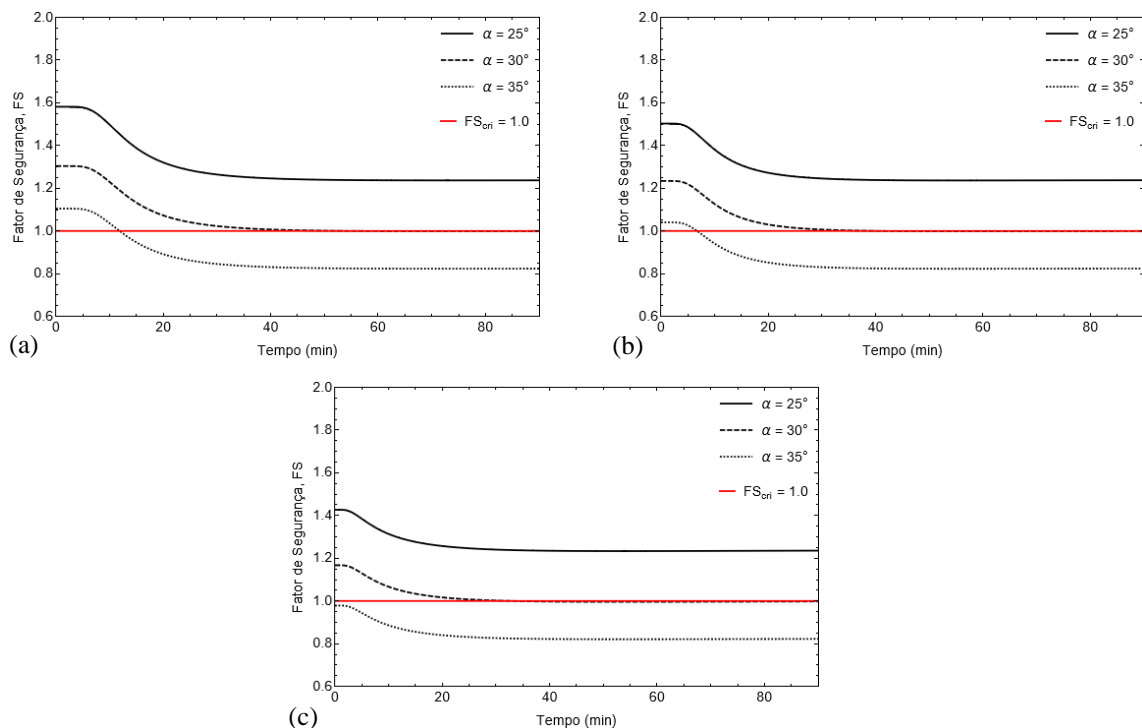 2.0
1.8
1.6
1.4
1.2
1.0
0.8
0.6
Fator de Segurança, FS
α = 25°
α = 30°
α = 35°
FScri = 1.0
0 20 40 60 80
Tempo (min)
(a)
2.0
1.8
1.6
1.4
1.2
1.0
0.8
0.6
Fator de Segurança, FS
α = 25°
α = 30°
α = 35°
FScri = 1.0
0 20 40 60 80
Tempo (min)
(b)
2.0
1.8
1.6
1.4
1.2
1.0
0.8
0.6
Fator de Segurança, FS
α = 25°
α = 30°
α = 35°
FScri = 1.0
0 20 40 60 80
Tempo (min)
(c)